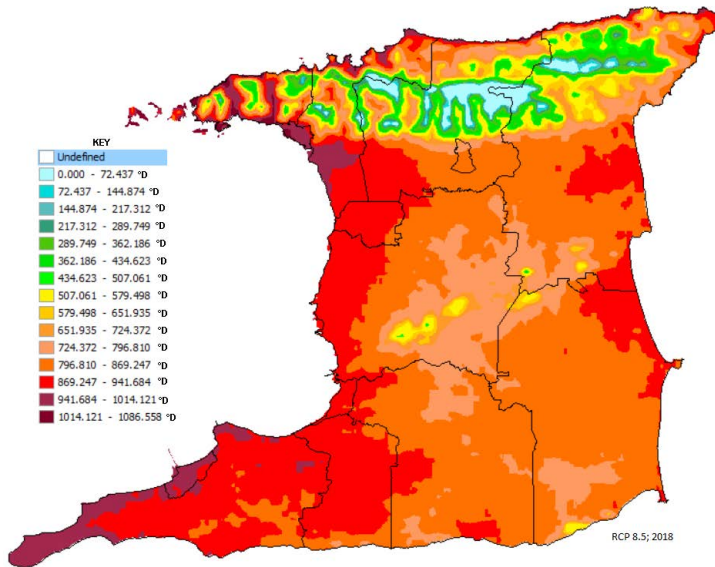 KEY
Undefined
0.000 - 72.437 °D
72.437 - 144.874 °D
144.874 - 217.312 °D
217.312 - 289.749 °D
289.749 - 362.186 °D
362.186 - 434.623 °D
434.623 - 507.061 °D
507.061 - 579.498 °D
579.498 - 651.935 °D
651.935 - 724.372 °D
724.372 - 796.810 °D
796.810 - 869.247 °D
869.247 - 941.684 °D
941.684 - 1014.121 °D
1014.121 - 1086.558 °D
RCP 8.5; 2018